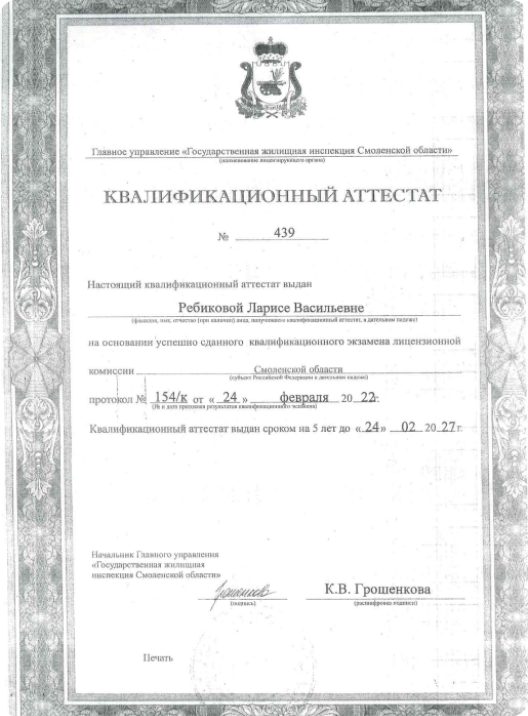 Главное управление «Государственная жилищная инспекция Смоленской области»
(наименование лицензирующего органа)
КВАЛИФИКАЦИОННЫЙ АТТЕСТАТ
№ 439
Настоящий квалификационный аттестат выдан
Ребиковой Ларисе Васильевне
(фамилия, имя, отчество (при наличии) лица, получившего квалификационный аттестат, в дательном падеже)
на основании успешно сданного квалификационного экзамена лицензионной
комиссии Смоленской области
(субъект Российской Федерации в дательном падеже)
протокол № 154/к от « 24 » февраля 20 22г.
(№ и дата протокола результатов квалификационного экзамена)
Квалификационный аттестат выдан сроком на 5 лет до « 24» 02 20 27г.
Начальник Главного управления
«Государственная жилищная
инспекция Смоленской области»
К.В. Грошенкова
(подпись) (расшифровка подписи)
Печать